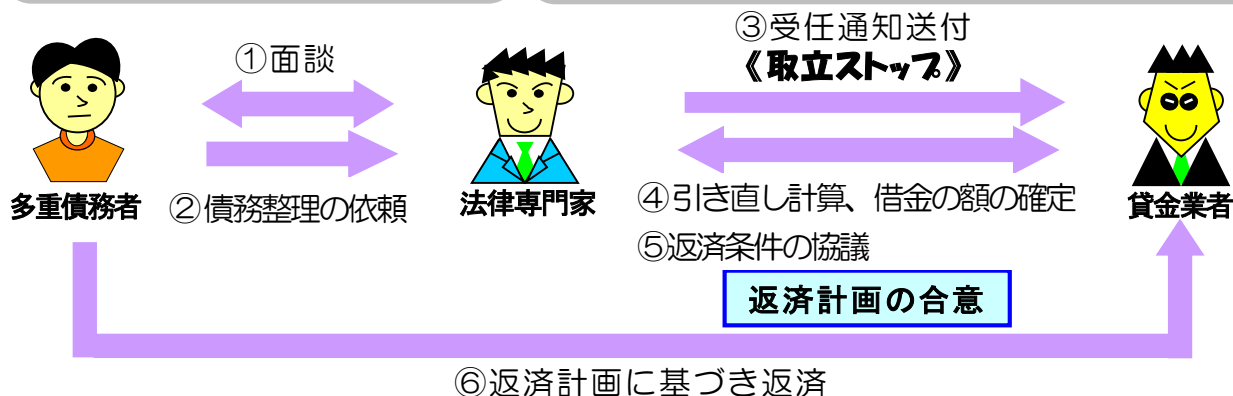 ①面談
③受任通知送付
《取立ストップ》
多重債務者
②債務整理の依頼
法律専門家
④引き直し計算、借金の額の確定
⑤返済条件の協議
貸金業者
返済計画の合意
⑥返済計画に基づき返済